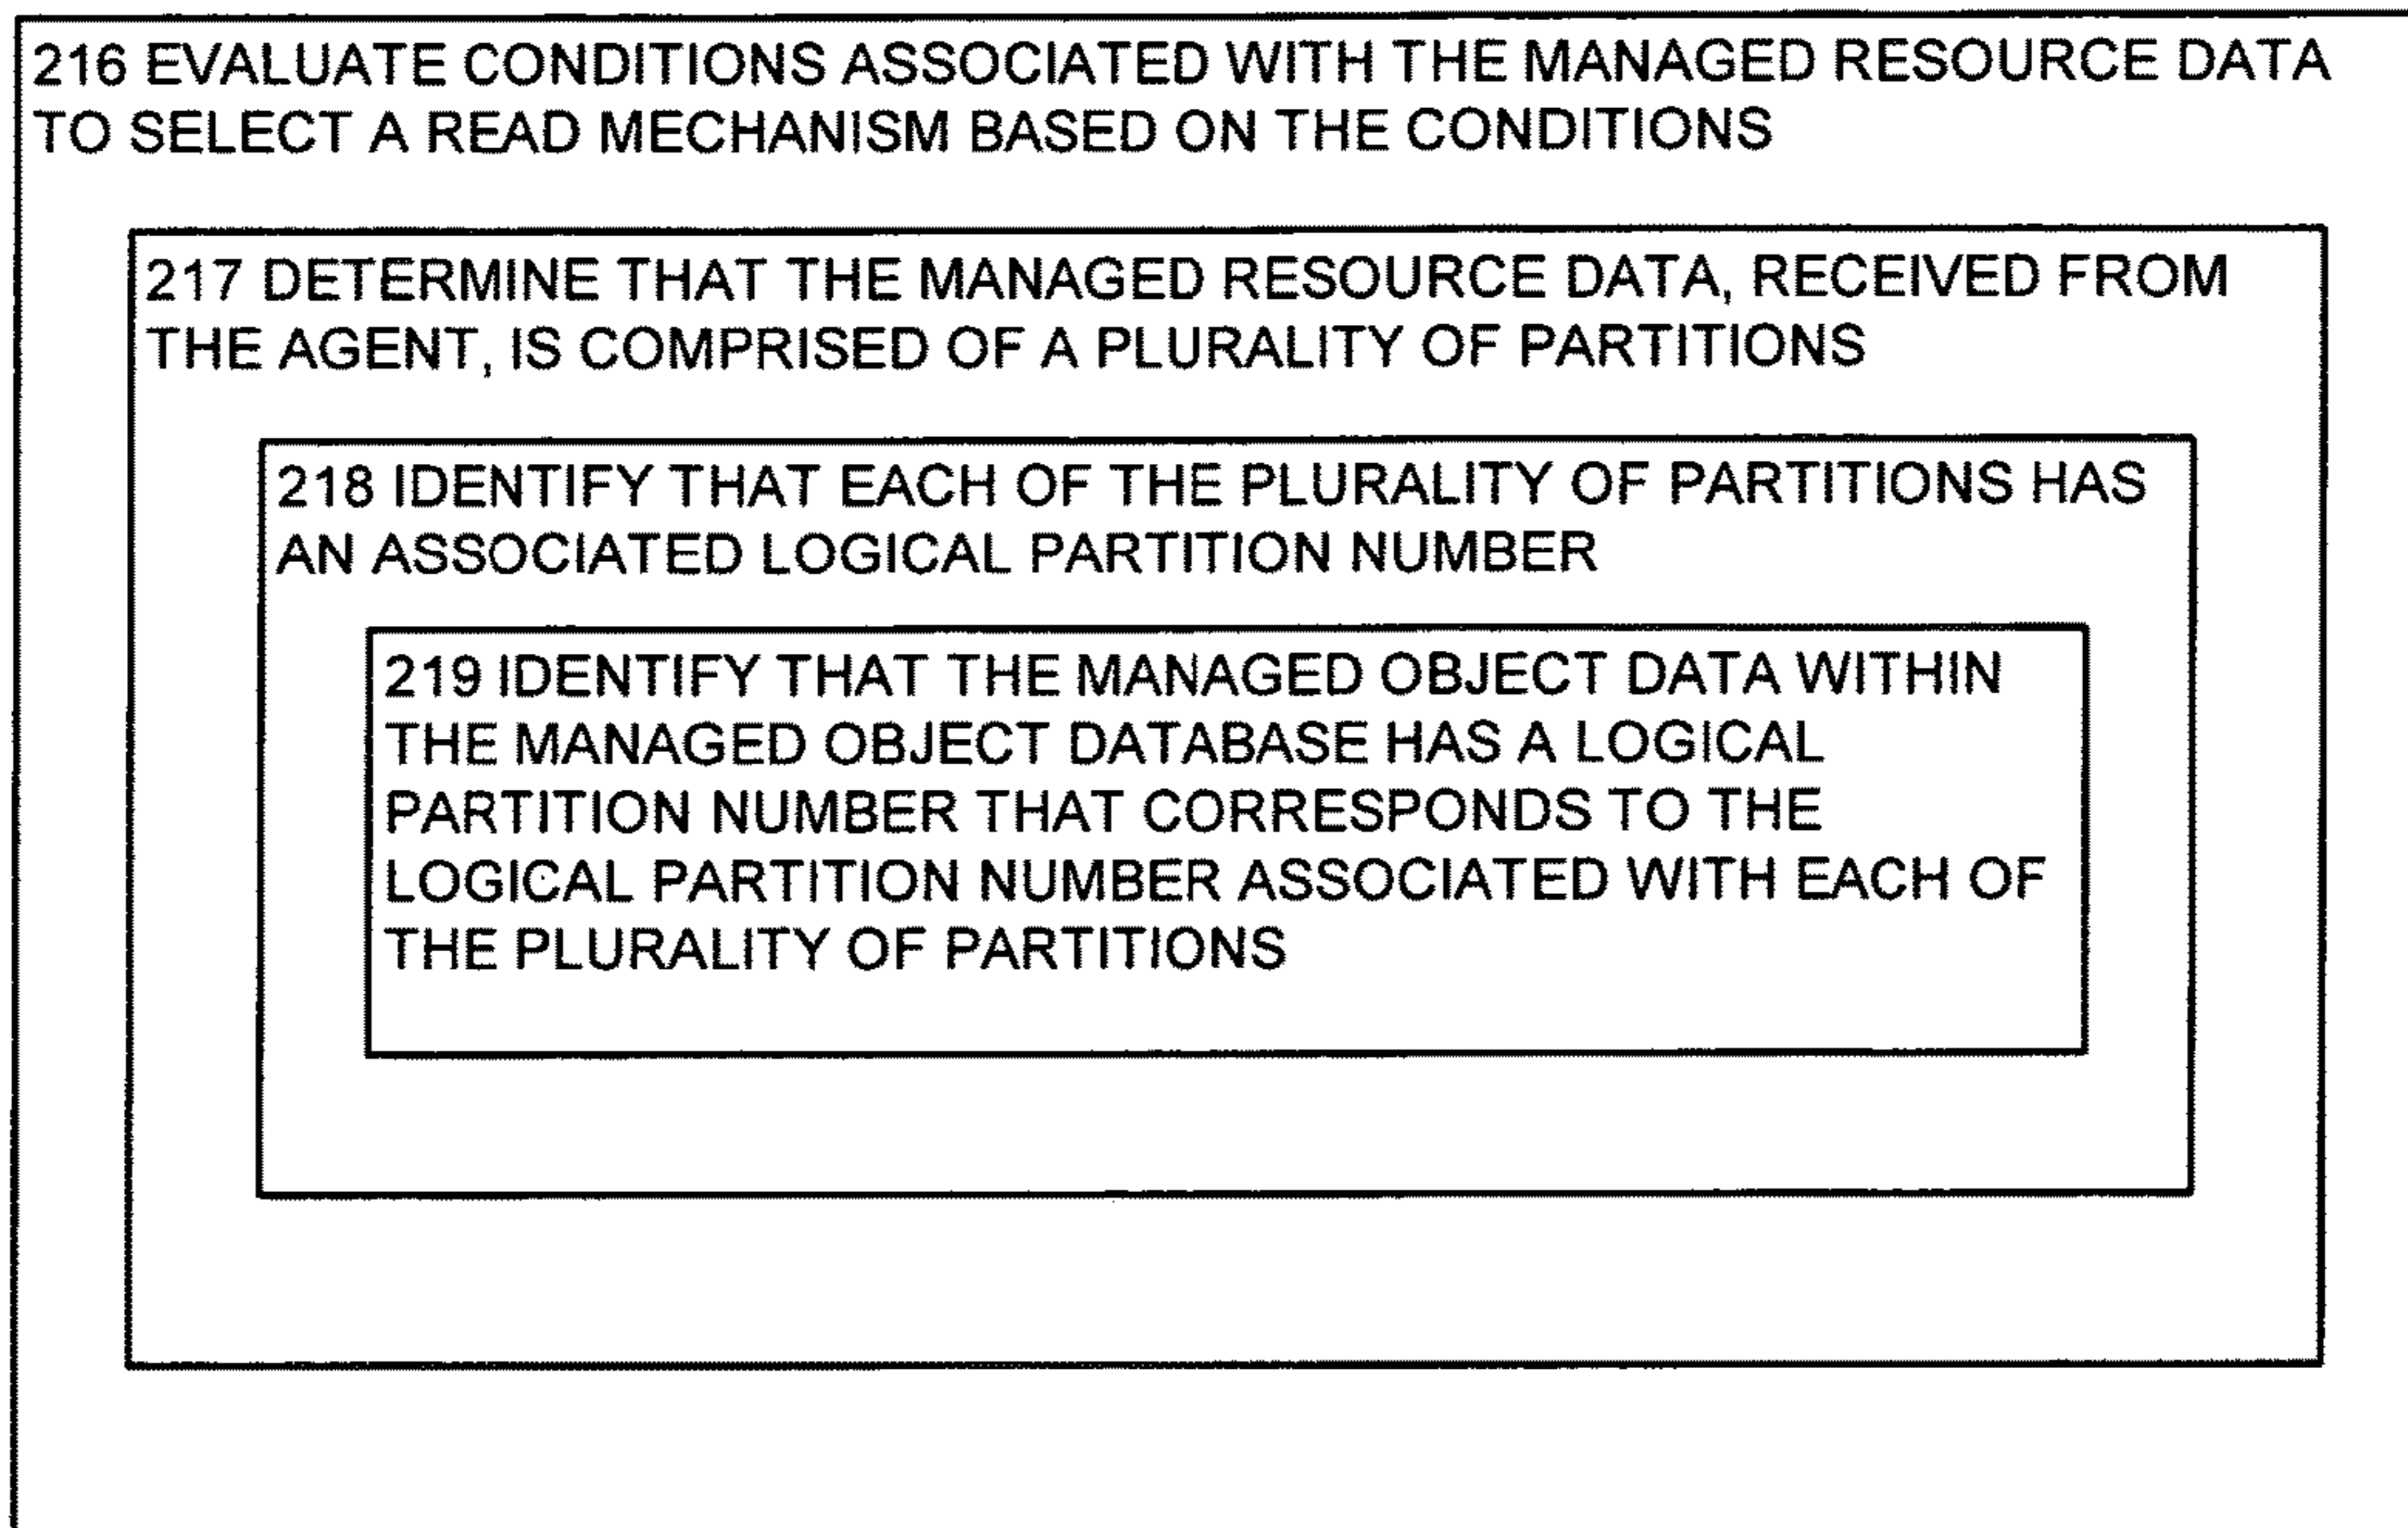 216 EVALUATE CONDITIONS ASSOCIATED WITH THE MANAGED RESOURCE DATA
TO SELECT A READ MECHANISM BASED ON THE CONDITIONS
217 DETERMINE THAT THE MANAGED RESOURCE DATA, RECEIVED FROM
THE AGENT, IS COMPRISED OF A PLURALITY OF PARTITIONS
218 IDENTIFY THAT EACH OF THE PLURALITY OF PARTITIONS HAS
AN ASSOCIATED LOGICAL PARTITION NUMBER
219 IDENTIFY THAT THE MANAGED OBJECT DATA WITHIN
THE MANAGED OBJECT DATABASE HAS A LOGICAL
PARTITION NUMBER THAT CORRESPONDS TO THE
LOGICAL PARTITION NUMBER ASSOCIATED WITH EACH OF
THE PLURALITY OF PARTITIONS